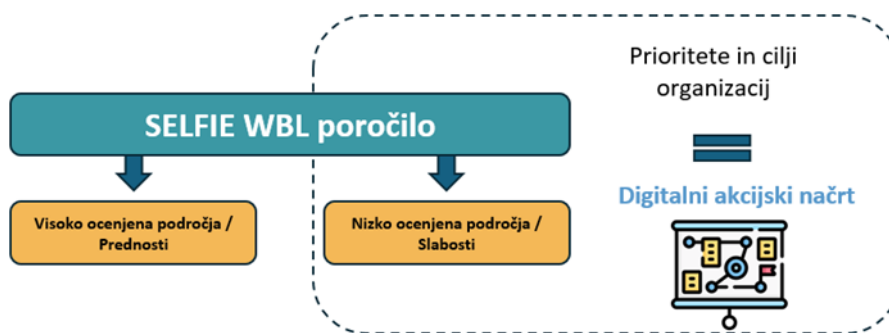 Prioritete in cilji
organizacij
SELFIE WBL poročilo
Digitalni akcijski načrt
Visoko ocenjena področja /
Prednosti
Nizko ocenjena področja /
Slabosti